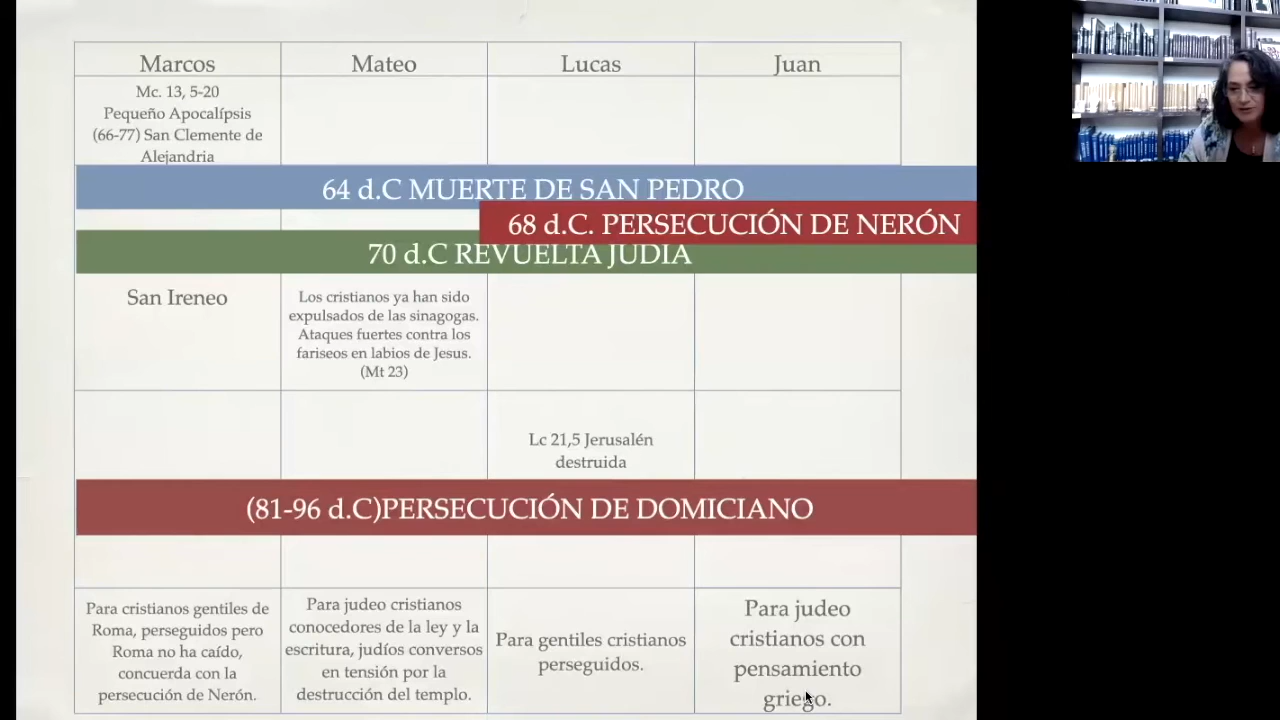 Marcos
Mateo
Lucas
Juan
Mc. 13, 5-20
Pequeño Apocalípsis
(66-77) San Clemente de
Alejandria
64 d.C MUERTE DE SAN PEDRO
68 d.C. PERSECUCIÓN DE NERÓN
70 d.C REVUELTA JUDIA
San Ireneo
Los cristianos ya han sido
expulsados de las sinagogas.
Ataques fuertes contra los
fariseos en labios de Jesus.
(Mt 23)
Lc 21,5 Jerusalén
destruida
(81-96 d.C)PERSECUCIÓN DE DOMICIANO
Para cristianos gentiles de
Roma, perseguidos pero
Roma no ha caído,
concuerda con la
persecución de Nerón.
Para judeo cristianos
conocedores de la ley y la
escritura, judíos conversos
en tensión por la
destrucción del templo.
Para gentiles cristianos
perseguidos.
Para judeo
cristianos con
pensamiento
griego.